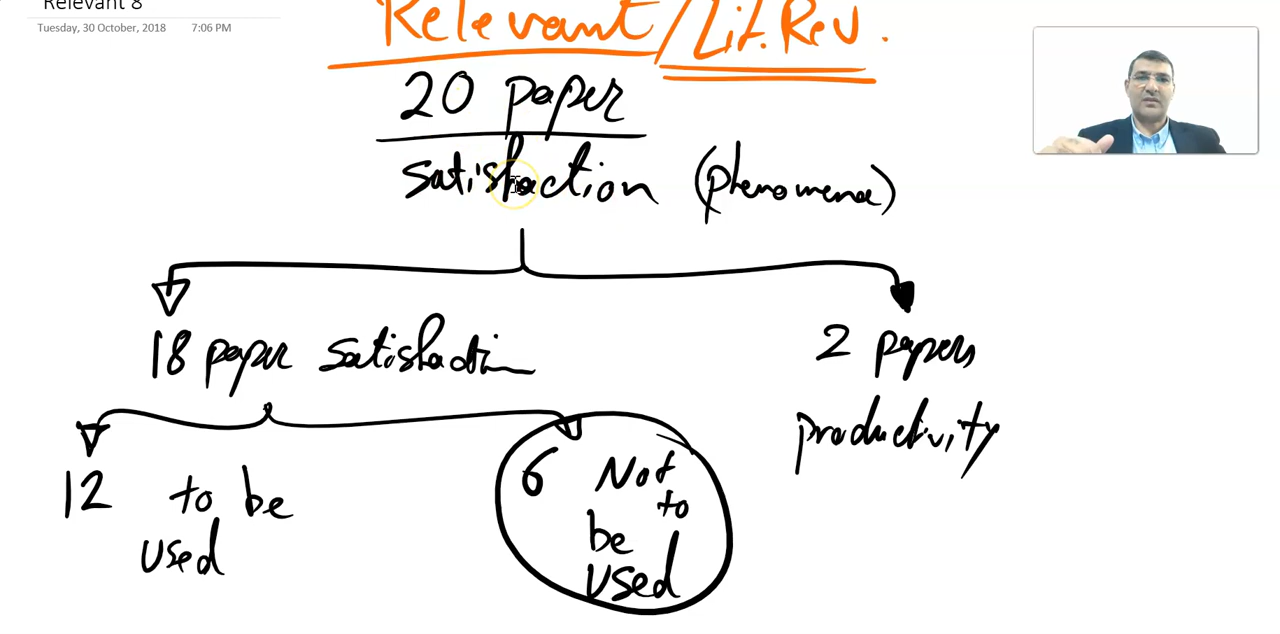 Relevant 8
Tuesday, 30 October, 2018 7:06 PM
Relevant/Lit.Rev.
20 paper
satisfaction (phenomena)
18 paper satisfaction
2 papers
productivity
12 to be
used
6 Not
to
be
used